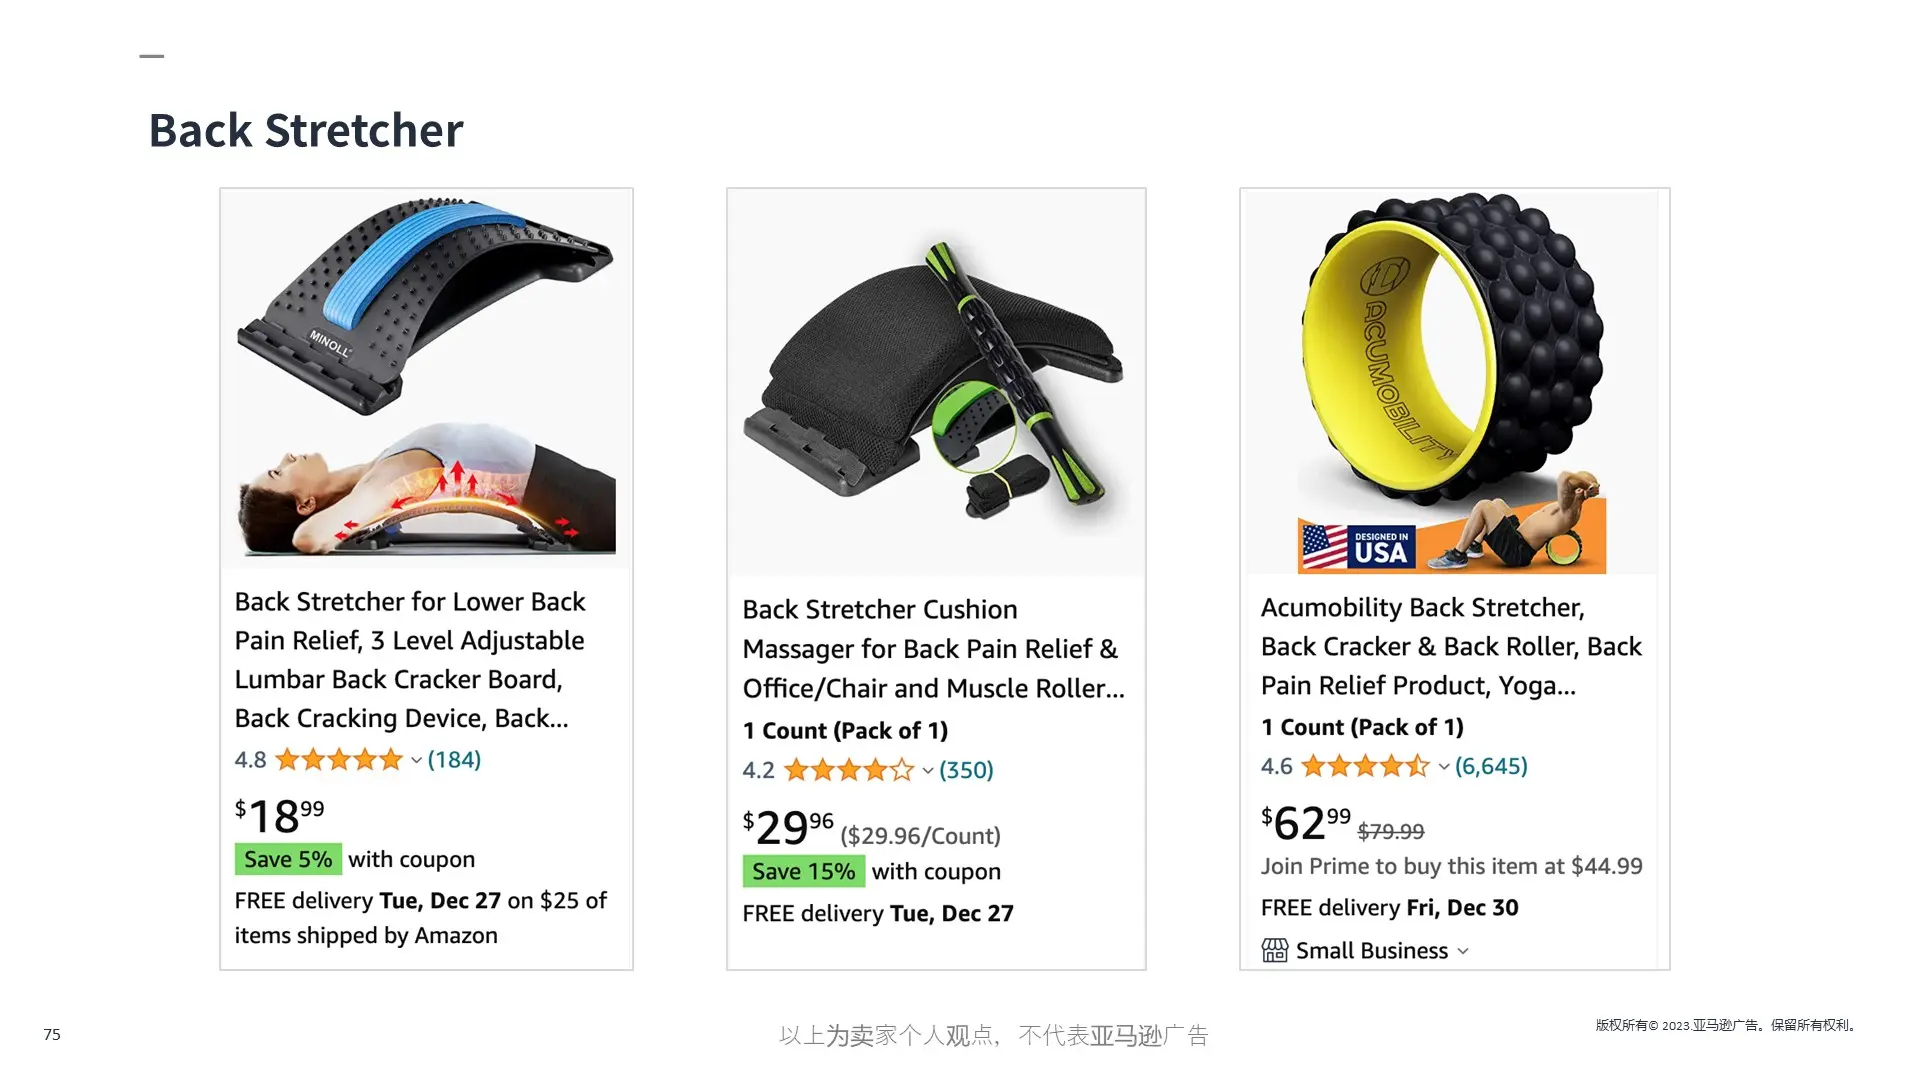 Back Stretcher
MINOLL
Back Stretcher for Lower Back
Pain Relief, 3 Level Adjustable
Lumbar Back Cracker Board,
Back Cracking Device, Back...
4.8 (184)
$18.99
Save 5% with coupon
FREE delivery Tue, Dec 27 on $25 of
items shipped by Amazon
Back Stretcher Cushion
Massager for Back Pain Relief &
Office/Chair and Muscle Roller...
1 Count (Pack of 1)
4.2 (350)
$29.96 ($29.96/Count)
Save 15% with coupon
FREE delivery Tue, Dec 27
ACUMOBILITY
DESIGNED IN
USA
Acumobility Back Stretcher,
Back Cracker & Back Roller, Back
Pain Relief Product, Yoga...
1 Count (Pack of 1)
4.6 (6,645)
$62.99 $79.99
Join Prime to buy this item at $44.99
FREE delivery Fri, Dec 30
Small Business
75
以上为卖家个人观点，不代表亚马逊广告
版权所有© 2023.亚马逊广告。保留所有权利。